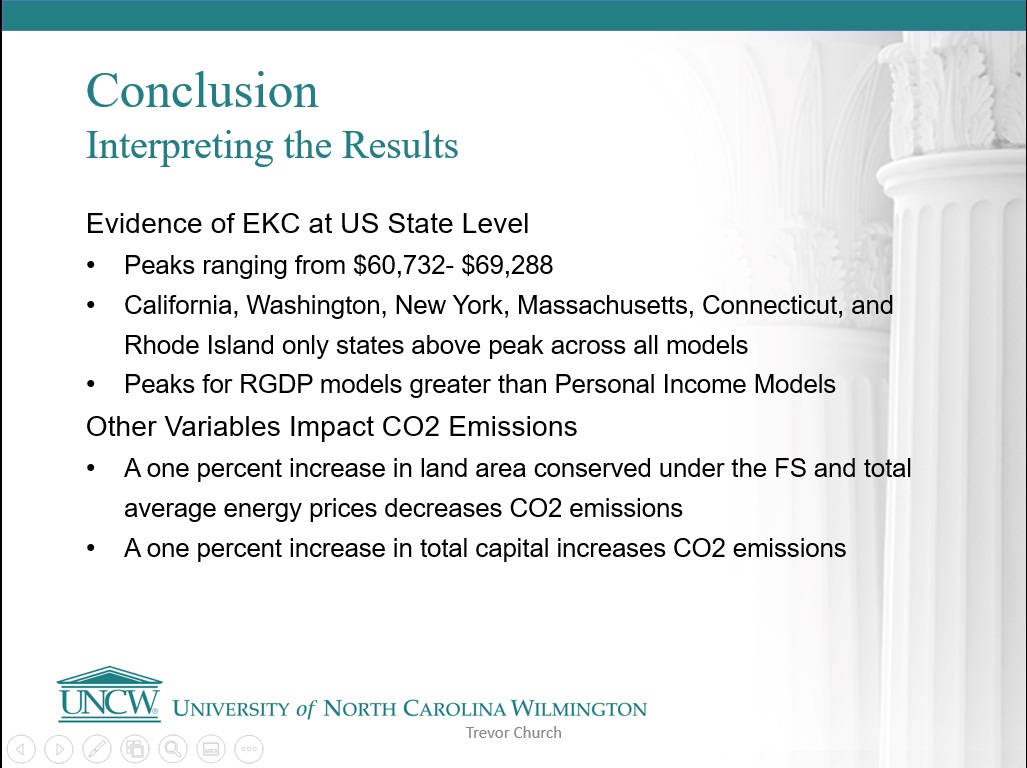 Conclusion
Interpreting the Results
Evidence of EKC at US State Level
• Peaks ranging from $60,732- $69,288
• California, Washington, New York, Massachusetts, Connecticut, and
Rhode Island only states above peak across all models
• Peaks for RGDP models greater than Personal Income Models
Other Variables Impact CO2 Emissions
• A one percent increase in land area conserved under the FS and total
average energy prices decreases CO2 emissions
• A one percent increase in total capital increases CO2 emissions
UNCW® UNIVERSITY of NORTH CAROLINA WILMINGTON
Trevor Church